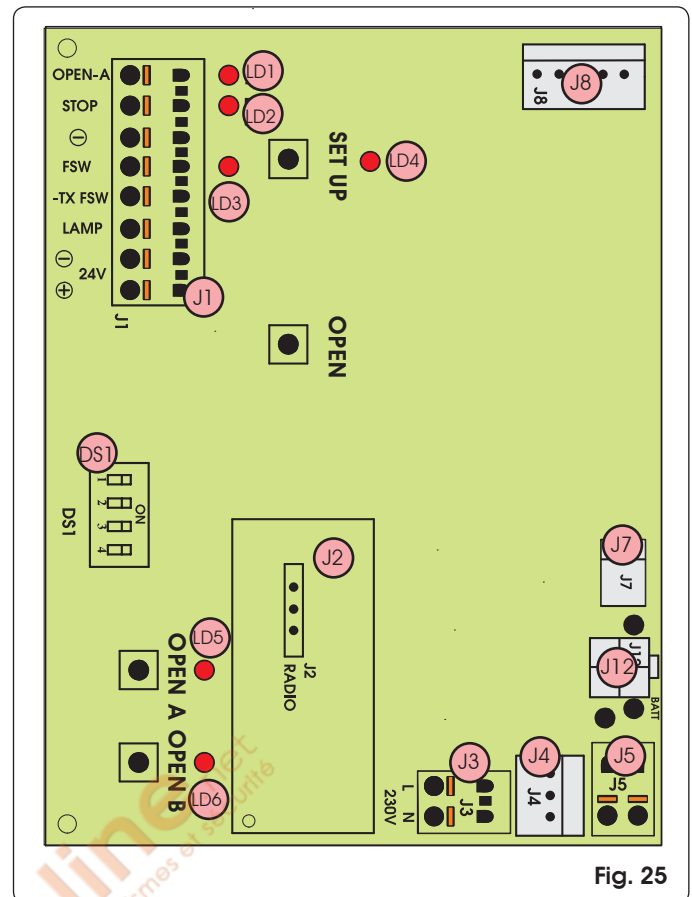 OPEN-A
STOP
⊖
FSW
-TX FSW
LAMP
⊖
24V
⊕
J1
J1
LD1
LD2
LD3
SET UP
LD4
J8
J8
OPEN
DS1
DS1
1
2
3
4
ON
J2
J2
RADIO
J7
J7
J12
BATT
OPEN A
OPEN B
LD5
LD6
J3
J3
L
N
230V
J4
J4
J5
J5
Fig. 25